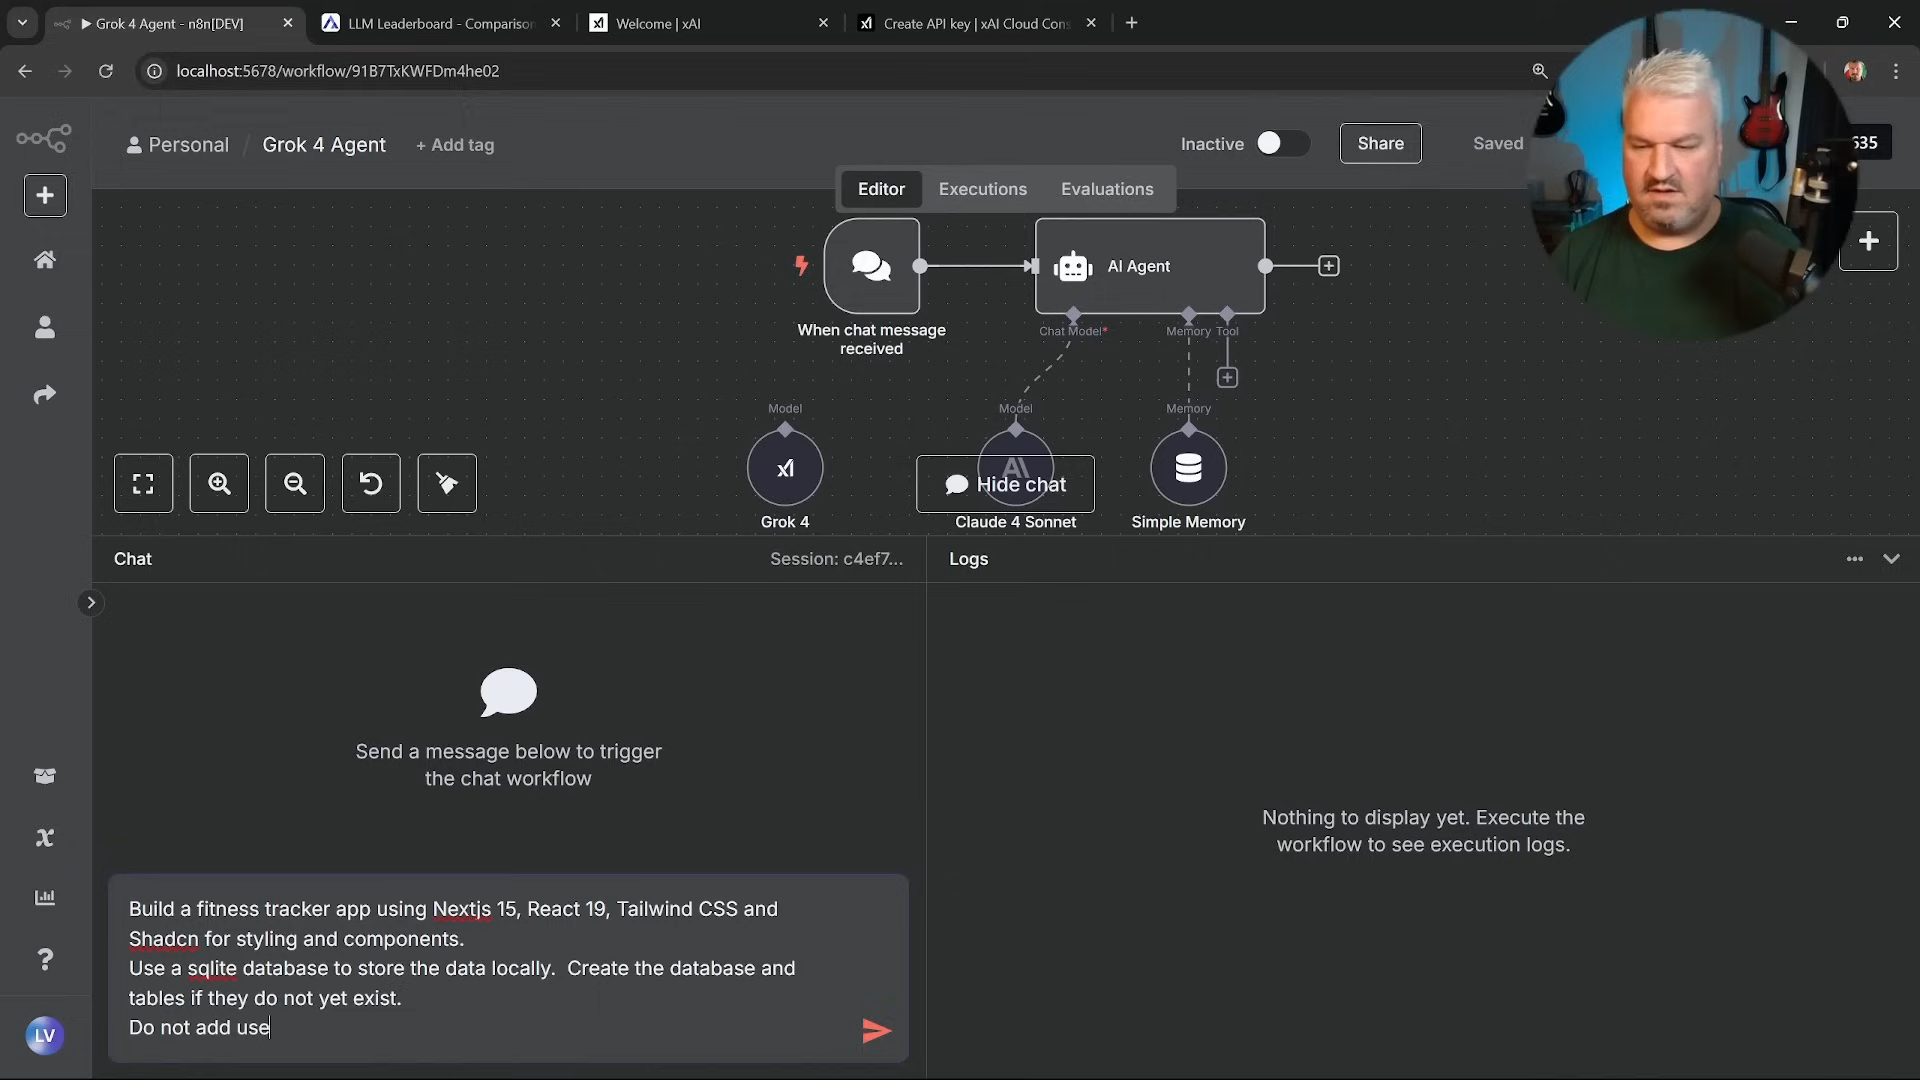 Grok 4 Agent - n8n[DEV]
LLM Leaderboard - Comparison
Welcome | xAI
Create API key | xAI Cloud Cons
localhost:5678/workflow/91B7TxKWFDm4he02
Personal / Grok 4 Agent + Add tag
Inactive
Share
Saved
635
Editor Executions Evaluations
AI Agent
When chat message
received
Chat Model*
Memory Tool
Model
Model
Memory
Hide chat
Grok 4
Claude 4 Sonnet
Simple Memory
Chat
Session: c4ef7...
Logs
Send a message below to trigger
the chat workflow
Nothing to display yet. Execute the
workflow to see execution logs.
Build a fitness tracker app using Nextjs 15, React 19, Tailwind CSS and
Shadcn for styling and components.
Use a sqlite database to store the data locally.  Create the database and
tables if they do not yet exist.
Do not add use
LV